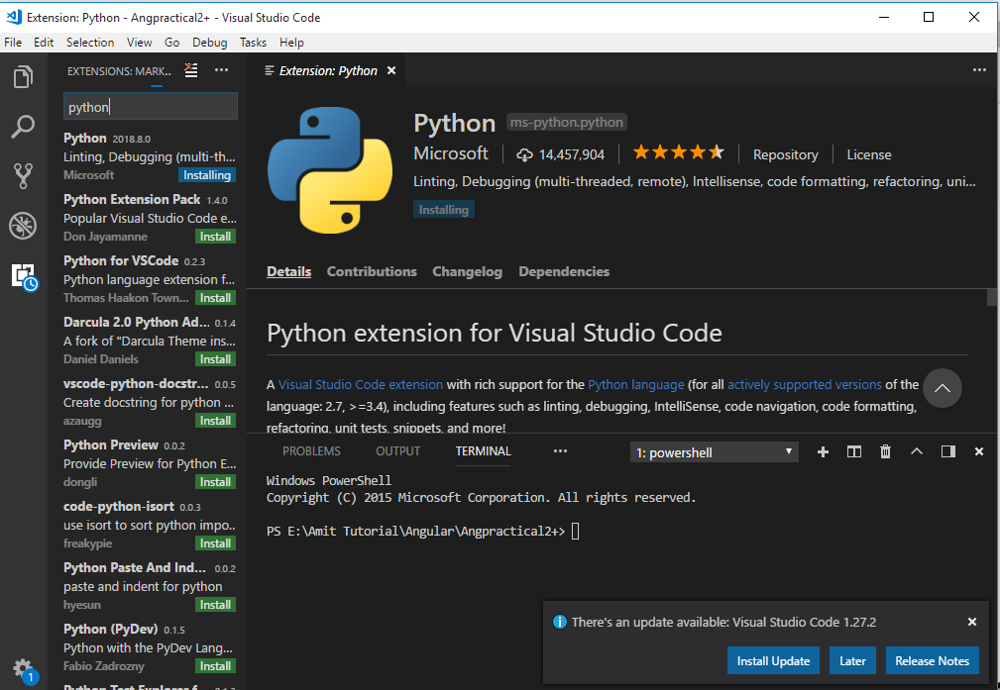 Extension: Python - Angpractical2+ - Visual Studio Code
File Edit Selection View Go Debug Tasks Help
EXTENSIONS: MARK...
python
Python 2018.8.0
Linting, Debugging (multi-th...
Microsoft Installing
Python Extension Pack 1.4.0
Popular Visual Studio Code e...
Don Jayamanne Install
Python for VSCode 0.2.3
Python language extension f...
Thomas Haakon Town... Install
Darcula 2.0 Python Ad... 0.1.4
A fork of "Darcula Theme ins...
Daniel Daniels Install
vscode-python-docstr... 0.0.5
Create docstring for python ...
azaugg Install
Python Preview 0.0.2
Provide Preview for Python E...
dongli Install
code-python-isort 0.0.3
use isort to sort python impo...
freakypie Install
Python Paste And Ind... 0.0.2
paste and indent for python
hyesun Install
Python (PyDev) 0.1.5
Python with the PyDev Lang...
Fabio Zadrozny Install
Python Test Explorer f...
1
Extension: Python
Python ms-python.python
Microsoft 14,457,904 Repository License
Linting, Debugging (multi-threaded, remote), Intellisense, code formatting, refactoring, uni...
Installing
Details Contributions Changelog Dependencies
Python extension for Visual Studio Code
A Visual Studio Code extension with rich support for the Python language (for all actively supported versions of the
language: 2.7, >=3.4), including features such as linting, debugging, IntelliSense, code navigation, code formatting,
refactoring, unit tests, snippets, and more!
PROBLEMS OUTPUT TERMINAL ... 1: powershell
Windows PowerShell
Copyright (C) 2015 Microsoft Corporation. All rights reserved.
PS E:\Amit Tutorial\Angular\Angpractical2+>
There's an update available: Visual Studio Code 1.27.2
Install Update Later Release Notes